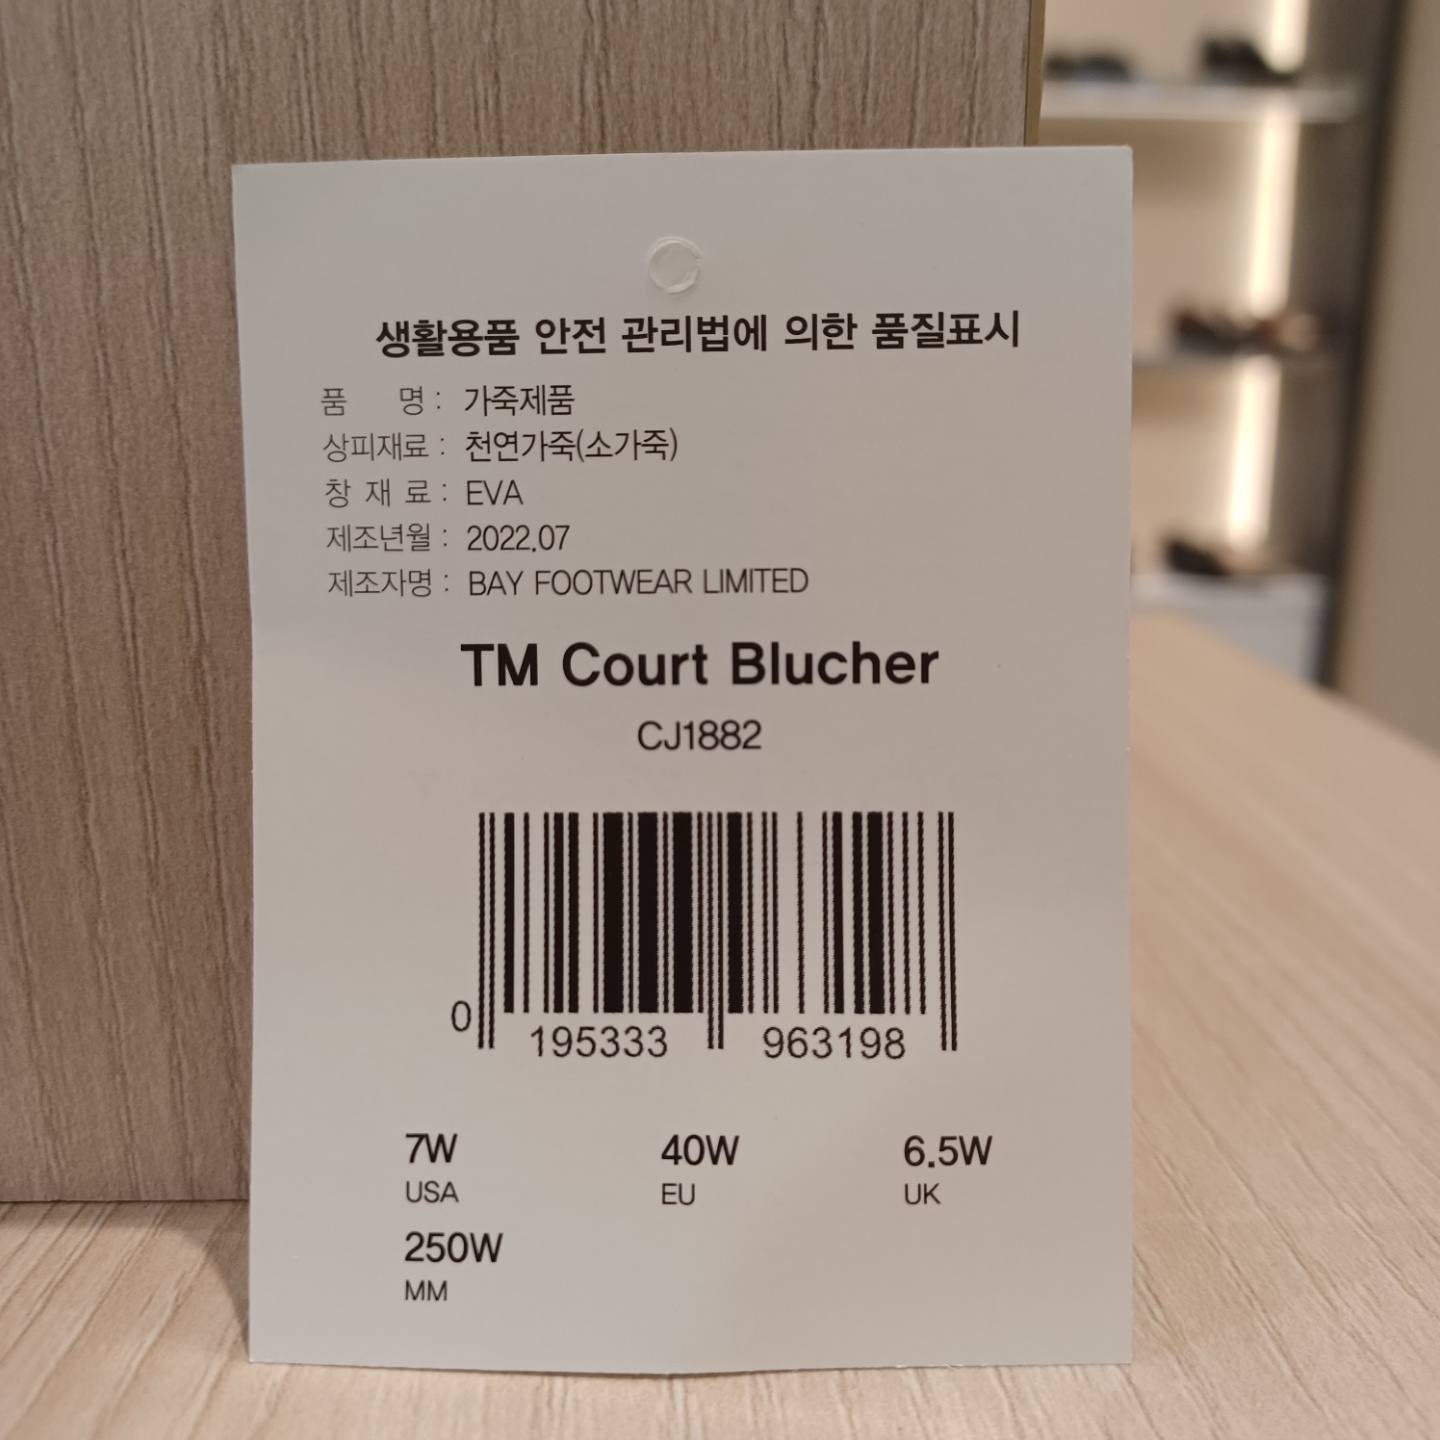 생활용품 안전 관리법에 의한 품질표시
품 명 : 가죽제품
상피재료 : 천연가죽(소가죽)
창 재 료 : EVA
제조년월 : 2022.07
제조자명 : BAY FOOTWEAR LIMITED
TM Court Blucher
CJ1882
0 195333 963198
7W 40W 6.5W
USA EU UK
250W
MM